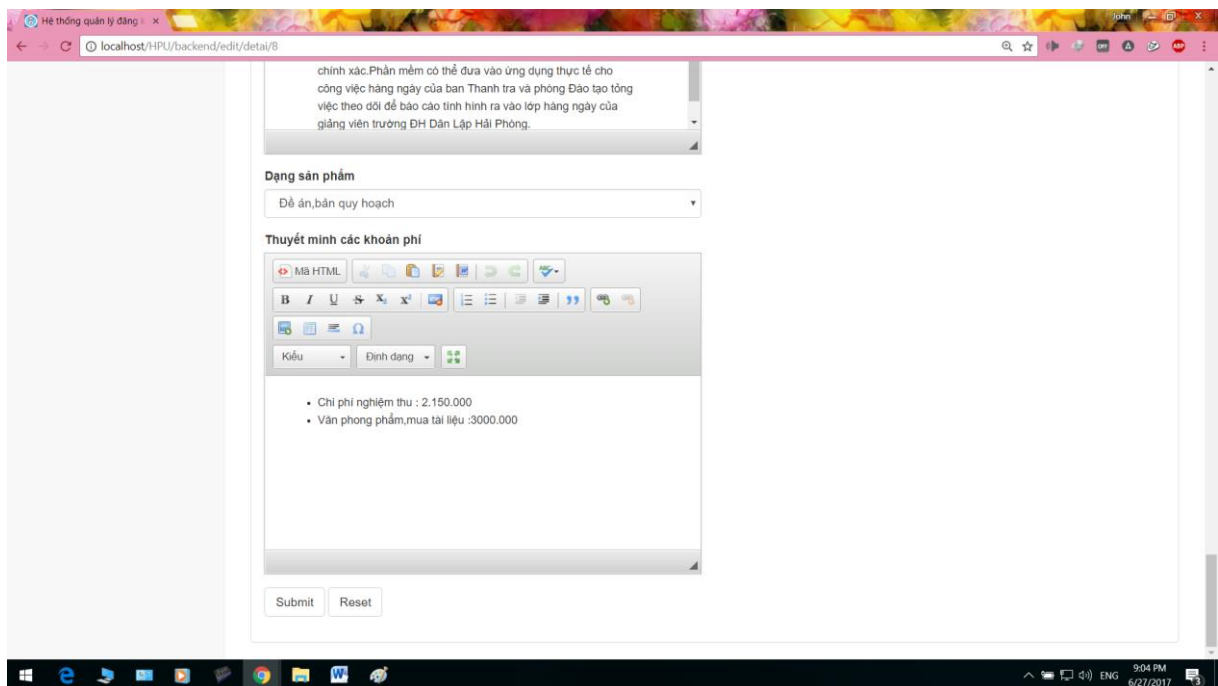 Hệ thống quản lý đăng k
John
localhost/HPU/backend/edit/detai/8
chính xác.Phần mềm có thể đưa vào ứng dụng thực tế cho
công việc hàng ngày của ban Thanh tra và phòng Đào tạo tổng
việc theo dõi để báo cáo tình hình ra vào lớp hàng ngày của
giảng viên trường ĐH Dân Lập Hải Phòng.
Dạng sản phẩm
Đề án,bản quy hoạch
Thuyết minh các khoản phí
Mã HTML
B I U S X₂ X²
Kiểu Định dạng
Chi phí nghiệm thu : 2.150.000
Văn phong phẩm,mua tài liệu :3000.000
Submit Reset
ENG
9:04 PM
6/27/2017